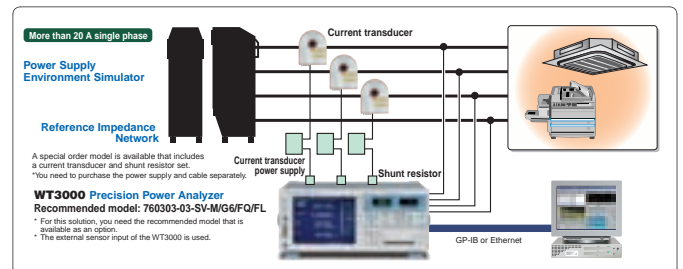 More than 20 A single phase
Current transducer
Power Supply
Environment Simulator
Reference Impedance
Network
A special order model is available that includes
a current transducer and shunt resistor set.
*You need to purchase the power supply and cable separately.
Current transducer
power supply
Shunt resistor
WT3000 Precision Power Analyzer
Recommended model: 760303-03-SV-M/G6/FQ/FL
* For this solution, you need the recommended model that is
available as an option.
* The external sensor input of the WT3000 is used.
GP-IB or Ethernet